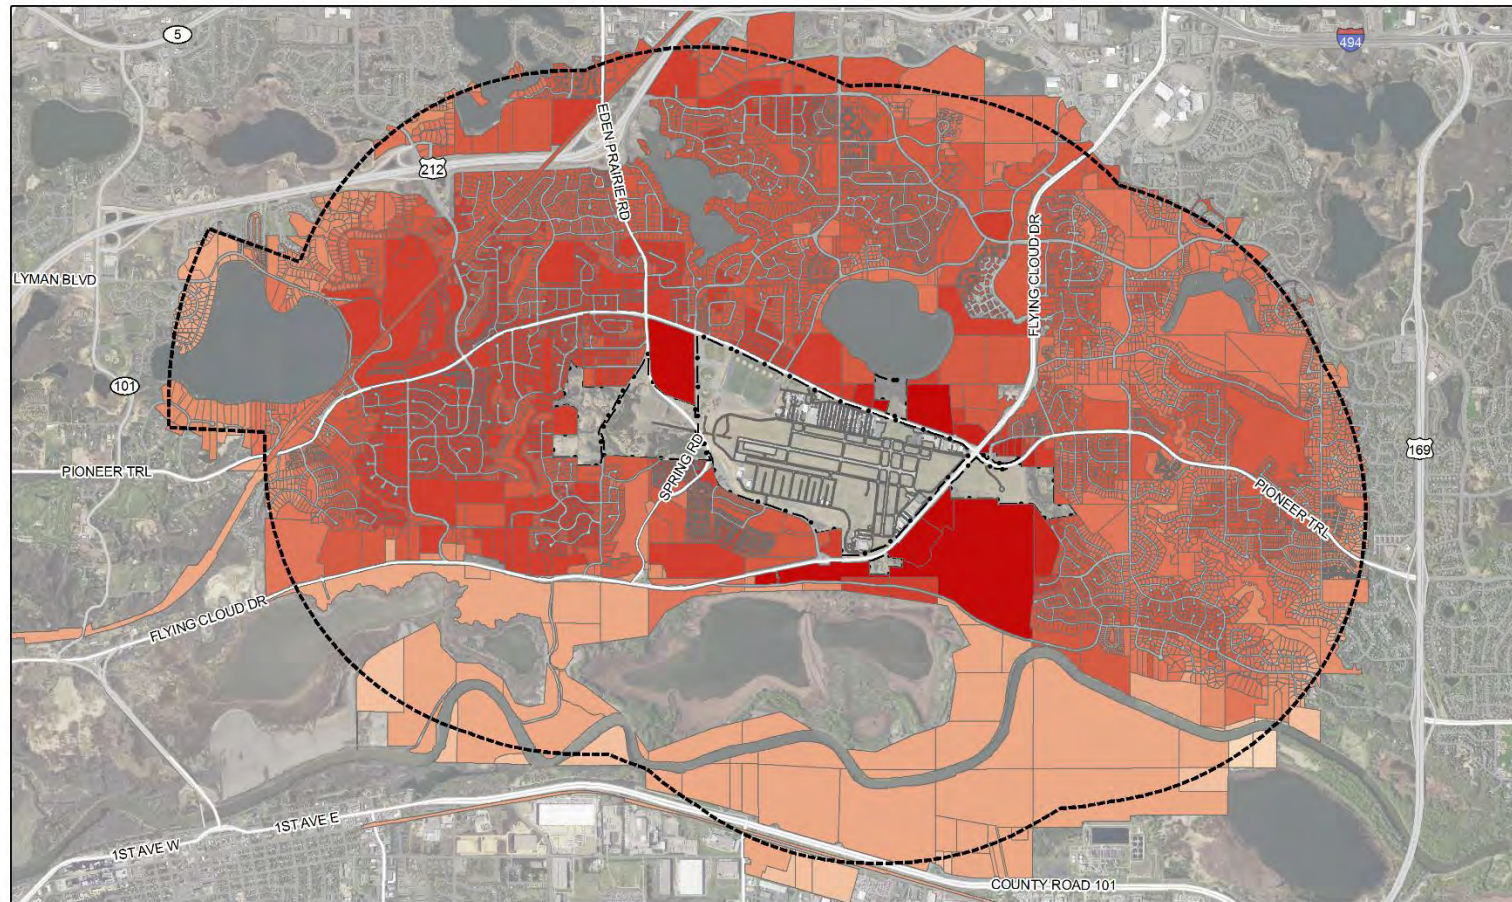 5
494
EDEN PRAIRIE RD
212
FLYING CLOUD DR
LYMAN BLVD
101
SPRING RD
169
PIONEER TRL
PIONEER TRL
FLYING CLOUD DR
1ST AVE E
1ST AVE W
COUNTY ROAD 101